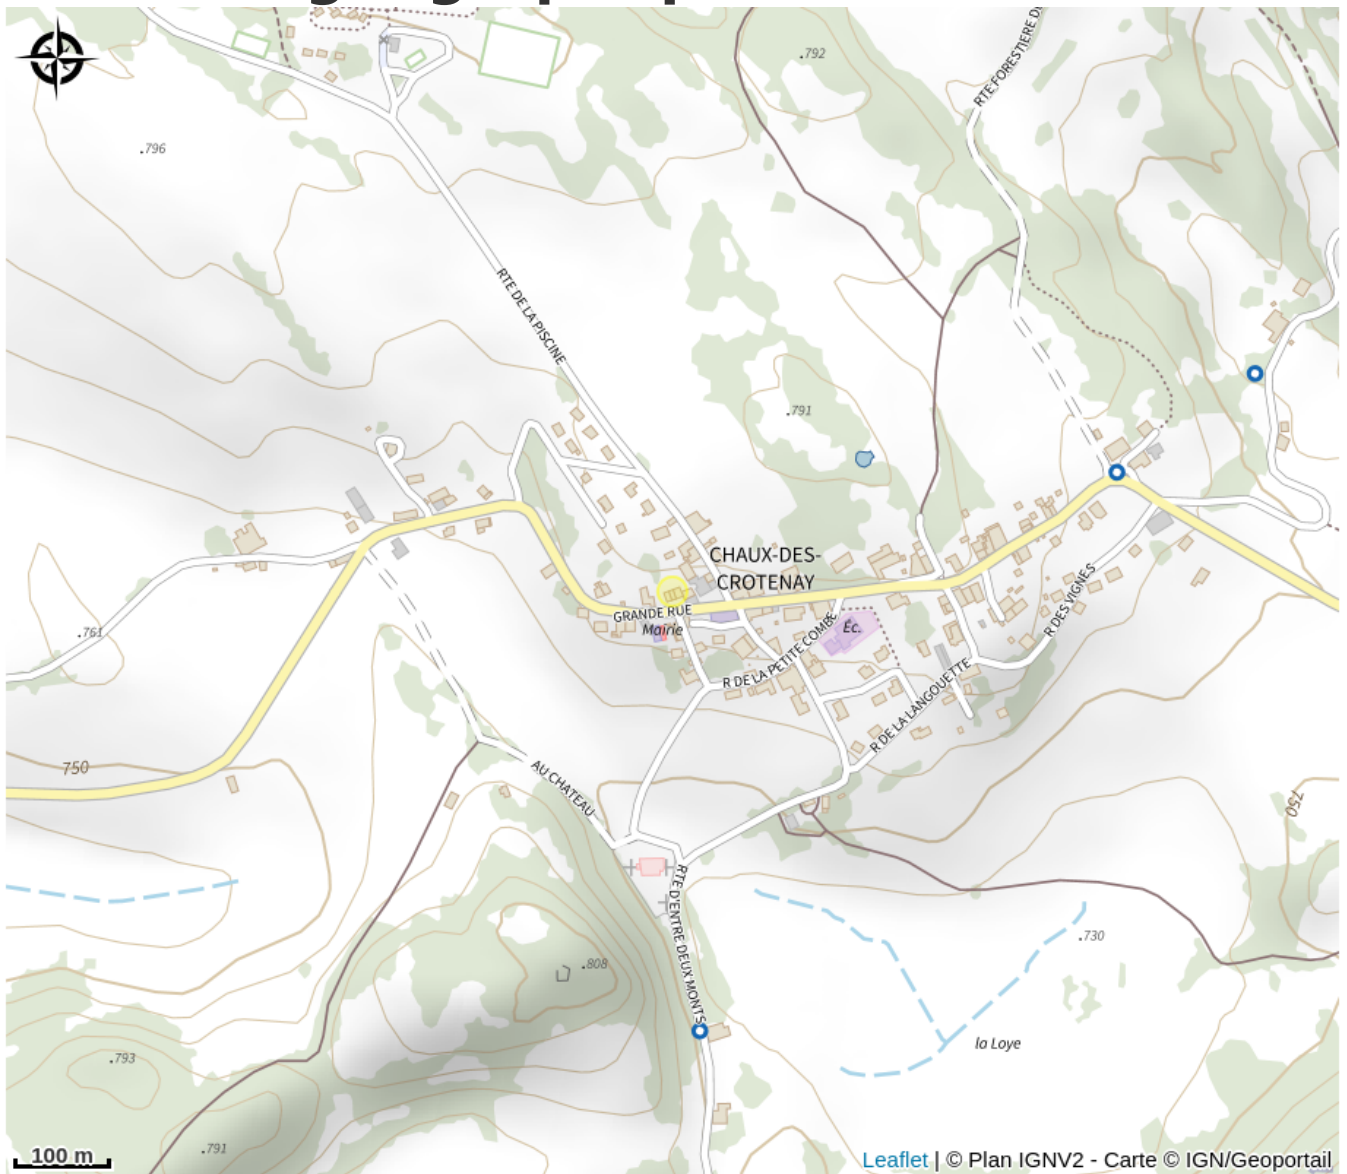 RTE FORESTIERE D
.792
.796
RTE DE LA PISCINE
.791
CHAUX-DES-
CROTENAY
GRANDE RUE
Mairie
Éc.
R DE LA PETITE COMBE
R DES VIGNES
R DE LA LANGOUETTE
.761
750
AU CHATEAU
750
RTE D'ENTRE DEUX MONTS
.730
.808
la Loye
.793
.791
100 m
Leaflet | © Plan IGNV2 - Carte © IGN/Geoportail